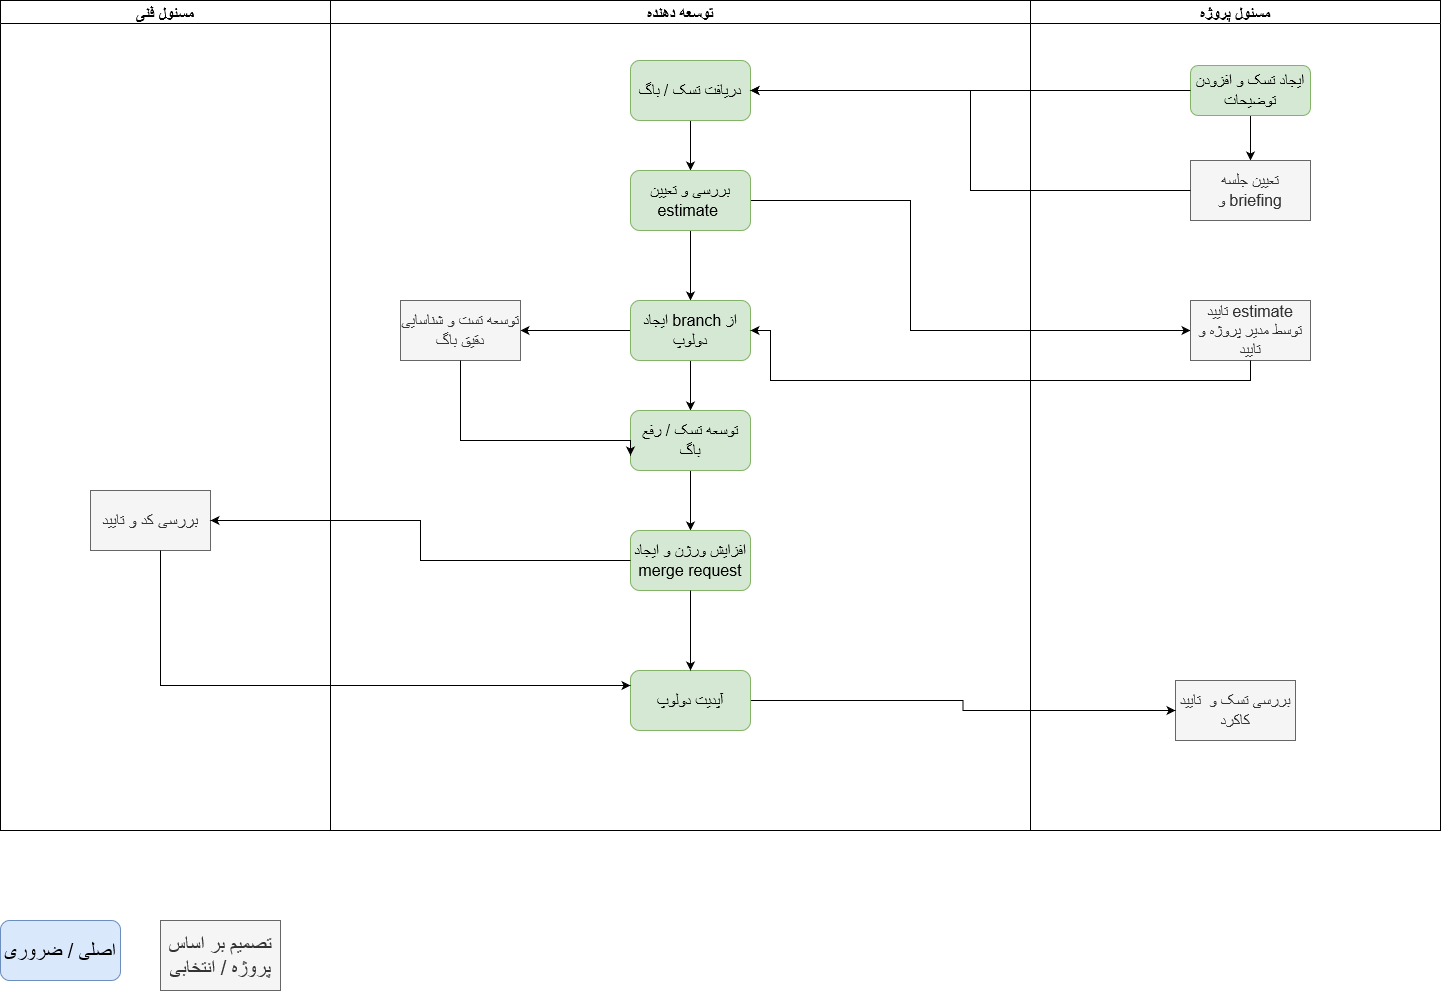 مسئول پروژه
توسعه دهنده
مسئول فنی
ایجاد تسک و افزودن
توضیحات
دریافت تسک / باگ
تعیین جلسه
و briefing
بررسی و تعیین
estimate
تایید estimate
توسط مدیر پروژه و
تایید
ایجاد branch از
دولوپ
توسعه تست و شناسایی
دقیق باگ
توسعه تسک / رفع
باگ
بررسی کد و تایید
افزایش ورژن و ایجاد
merge request
آپدیت دولوپ
بررسی تسک و تایید
کاکرد
اصلی / ضروری
تصمیم بر اساس
پروژه / انتخابی